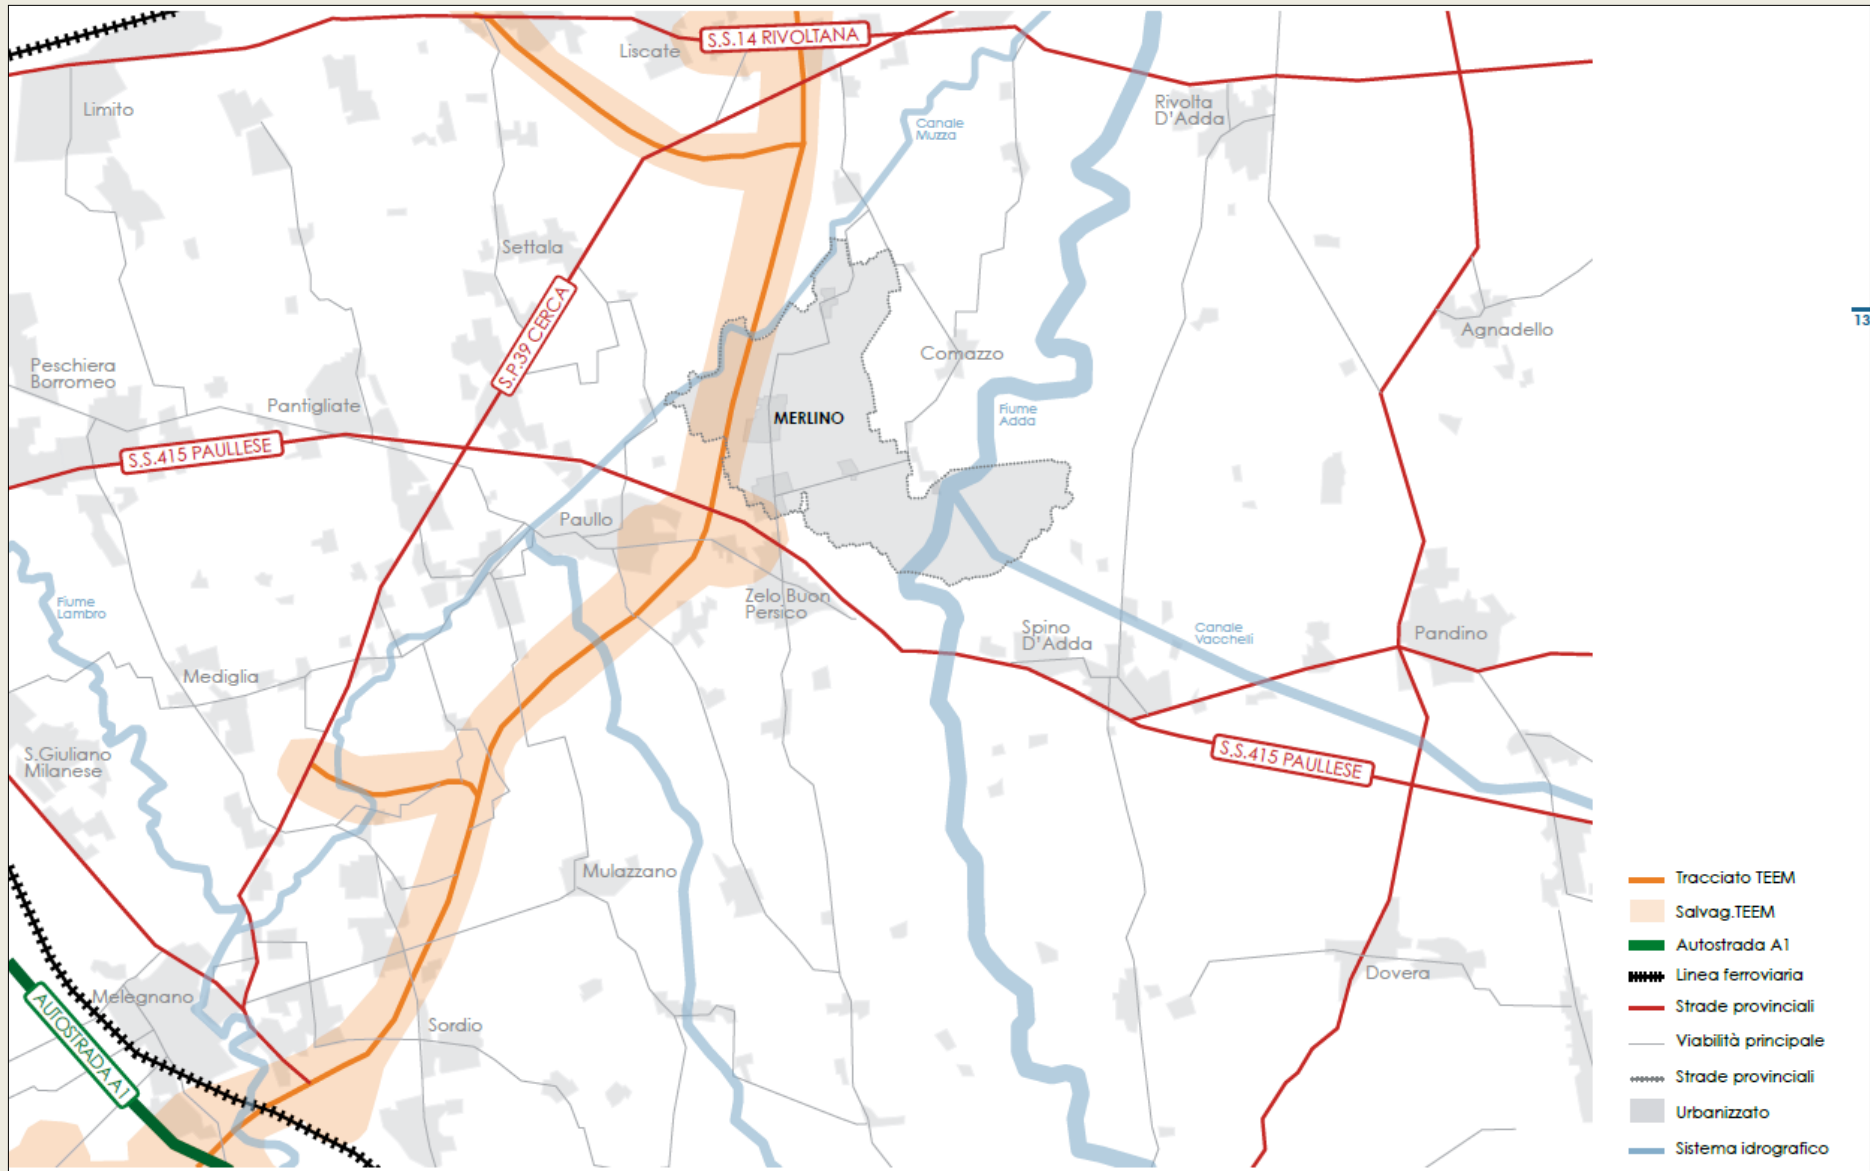 S.S.14 RIVOLTANA
Liscate
Limito
Rivolta
D'Adda
Canale
Muzza
Settala
S.P.39 CERCA
Agnadello
Comazzo
Peschiera
Borromeo
Pantigliate
MERLINO
Fiume
Adda
S.S.415 PAULLESE
Paullo
Fiume
Lambro
Zelo Buon
Persico
Spino
D'Adda
Canale
Vacchelli
Pandino
Mediglia
S.Giuliano
Milanese
S.S.415 PAULLESE
Mulazzano
Dovera
Melegnano
Sordio
AUTOSTRADA A1
13
Tracciato TEEM
Salvag.TEEM
Autostrada A1
Linea ferroviaria
Strade provinciali
Viabilità principale
Strade provinciali
Urbanizzato
Sistema idrografico